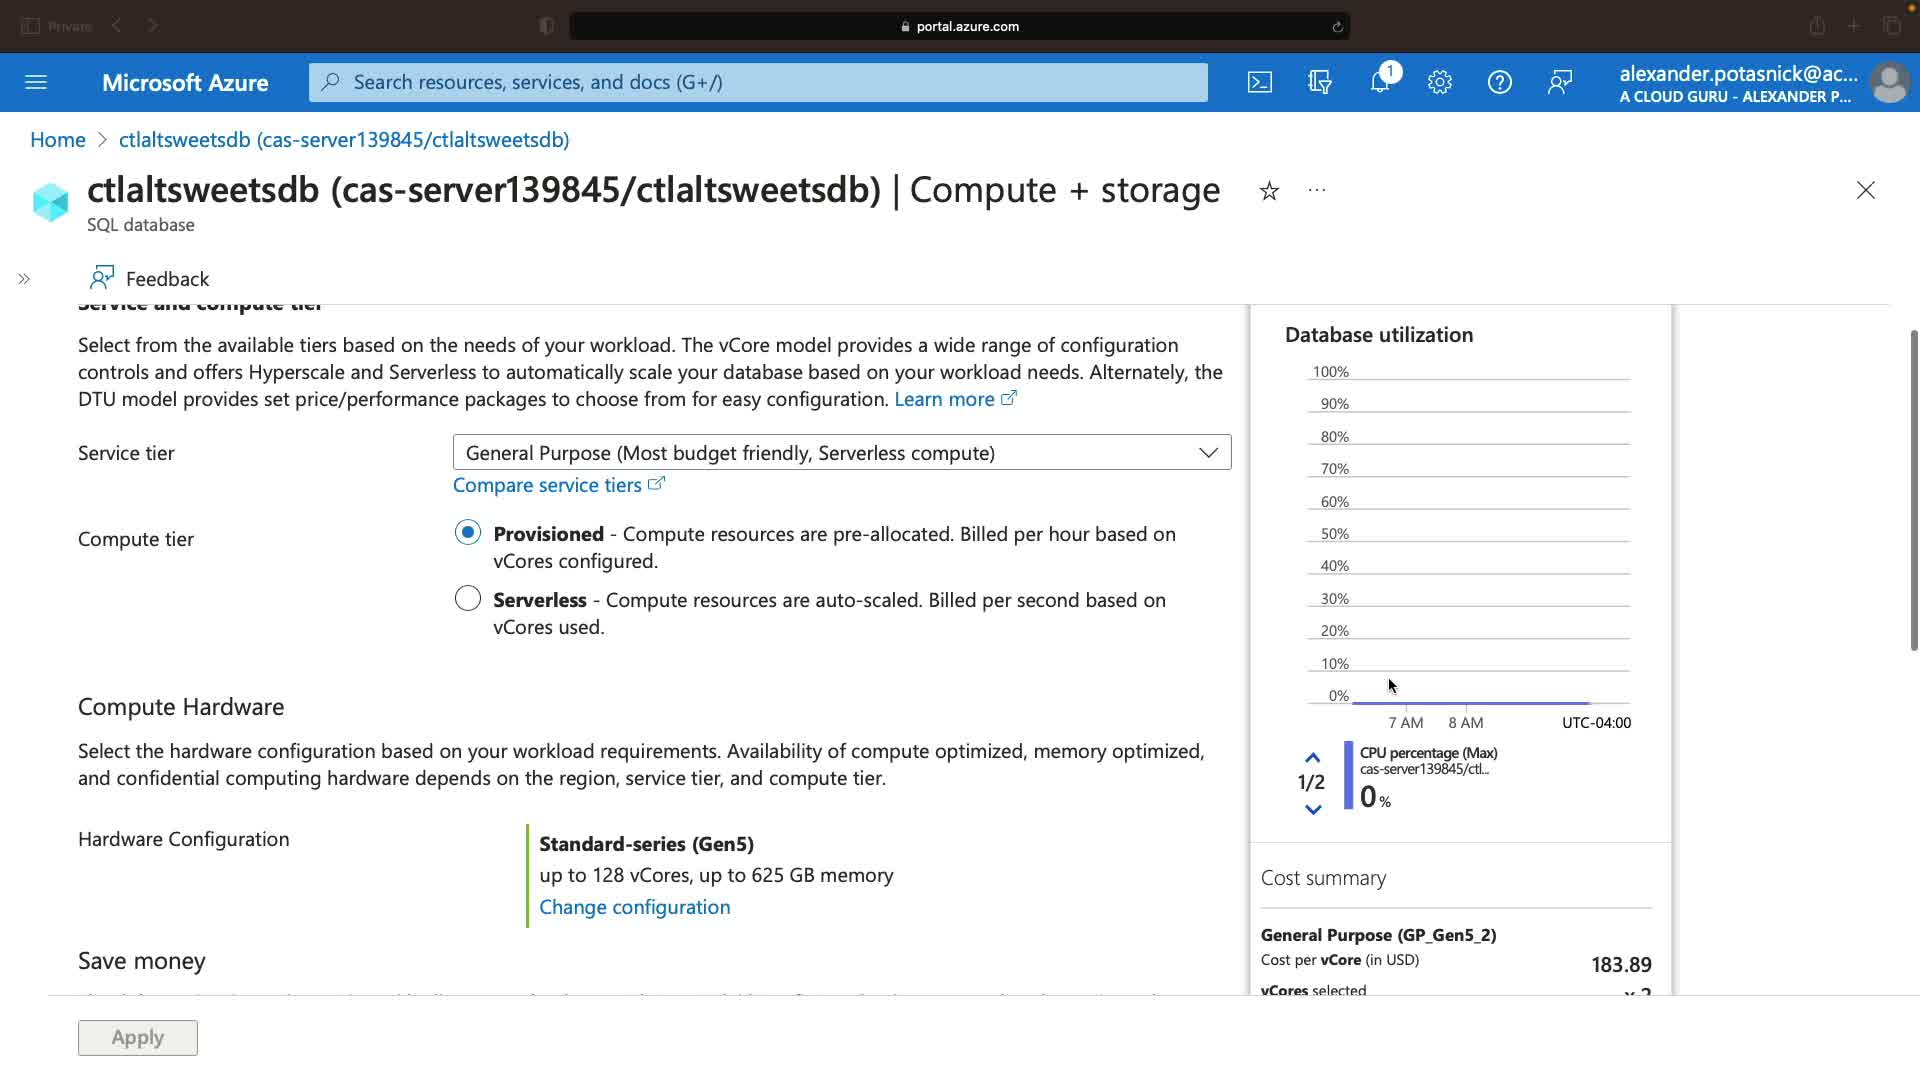 Private
portal.azure.com
Microsoft Azure
Search resources, services, and docs (G+/)
1
alexander.potasnick@ac...
A CLOUD GURU - ALEXANDER P...
Home > ctlaltsweetsdb (cas-server139845/ctlaltsweetsdb)
ctlaltsweetsdb (cas-server139845/ctlaltsweetsdb) | Compute + storage
SQL database
Feedback
Service and compute tier
Select from the available tiers based on the needs of your workload. The vCore model provides a wide range of configuration
controls and offers Hyperscale and Serverless to automatically scale your database based on your workload needs. Alternately, the
DTU model provides set price/performance packages to choose from for easy configuration. Learn more
Service tier
General Purpose (Most budget friendly, Serverless compute)
Compare service tiers
Compute tier
Provisioned - Compute resources are pre-allocated. Billed per hour based on
vCores configured.
Serverless - Compute resources are auto-scaled. Billed per second based on
vCores used.
Compute Hardware
Select the hardware configuration based on your workload requirements. Availability of compute optimized, memory optimized,
and confidential computing hardware depends on the region, service tier, and compute tier.
Hardware Configuration
Standard-series (Gen5)
up to 128 vCores, up to 625 GB memory
Change configuration
Save money
Apply
Database utilization
100%
90%
80%
70%
60%
50%
40%
30%
20%
10%
0%
7 AM
8 AM
UTC-04:00
1/2
CPU percentage (Max)
cas-server139845/ctl...
0 %
Cost summary
General Purpose (GP_Gen5_2)
Cost per vCore (in USD)
183.89
vCores selected
x 2